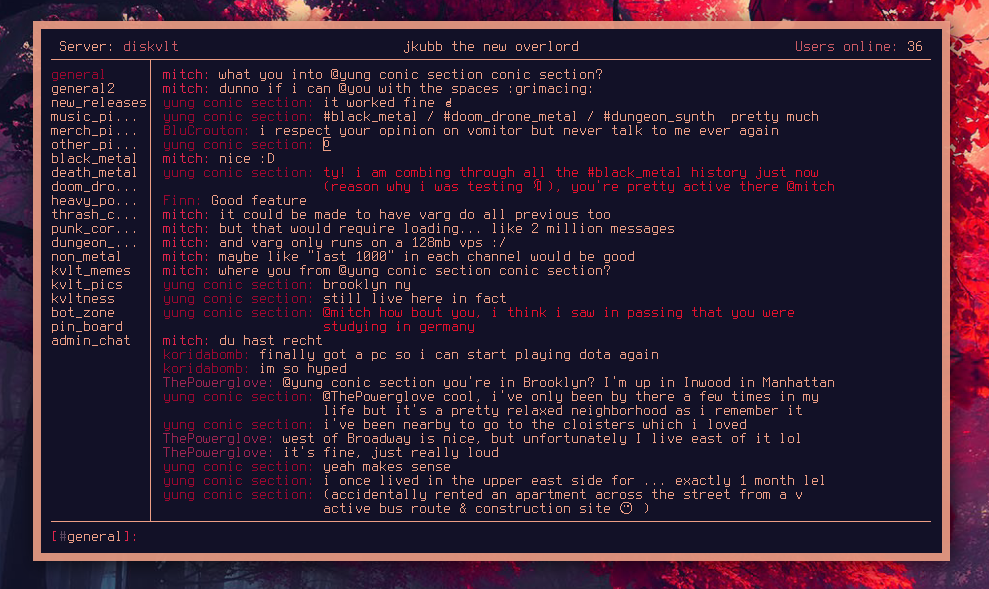 Server: diskvlt
jkubb the new overlord
Users online: 36
general
general2
new_releases
music_pi...
merch_pi...
other_pi...
black_metal
death_metal
doom_dro...
heavy_po...
thrash_c...
punk_cor...
dungeon_...
non_metal
kvlt_memes
kvlt_pics
kvltness
bot_zone
pin_board
admin_chat
mitch: what you into @yung conic section conic section?
mitch: dunno if i can @you with the spaces :grimacing:
yung conic section: it worked fine
yung conic section: #black_metal / #doom_drone_metal / #dungeon_synth  pretty much
BluCrouton: i respect your opinion on vomitor but never talk to me ever again
yung conic section:
mitch: nice :D
yung conic section: ty! i am combing through all the #black_metal history just now
(reason why i was testing 🔃), you're pretty active there @mitch
Finn: Good feature
mitch: it could be made to have varg do all previous too
mitch: but that would require loading... like 2 million messages
mitch: and varg only runs on a 128mb vps :/
mitch: maybe like "last 1000" in each channel would be good
mitch: where you from @yung conic section conic section?
yung conic section: brooklyn ny
yung conic section: still live here in fact
yung conic section: @mitch how bout you, i think i saw in passing that you were
studying in germany
mitch: du hast recht
koridabomb: finally got a pc so i can start playing dota again
koridabomb: im so hyped
ThePowerglove: @yung conic section you're in Brooklyn? I'm up in Inwood in Manhattan
yung conic section: @ThePowerglove cool, i've only been by there a few times in my
life but it's a pretty relaxed neighborhood as i remember it
yung conic section: i've been nearby to go to the cloisters which i loved
ThePowerglove: west of Broadway is nice, but unfortunately I live east of it lol
ThePowerglove: it's fine, just really loud
yung conic section: yeah makes sense
yung conic section: i once lived in the upper east side for ... exactly 1 month lel
yung conic section: (accidentally rented an apartment across the street from a v
active bus route & construction site 😶 )
[#general]: